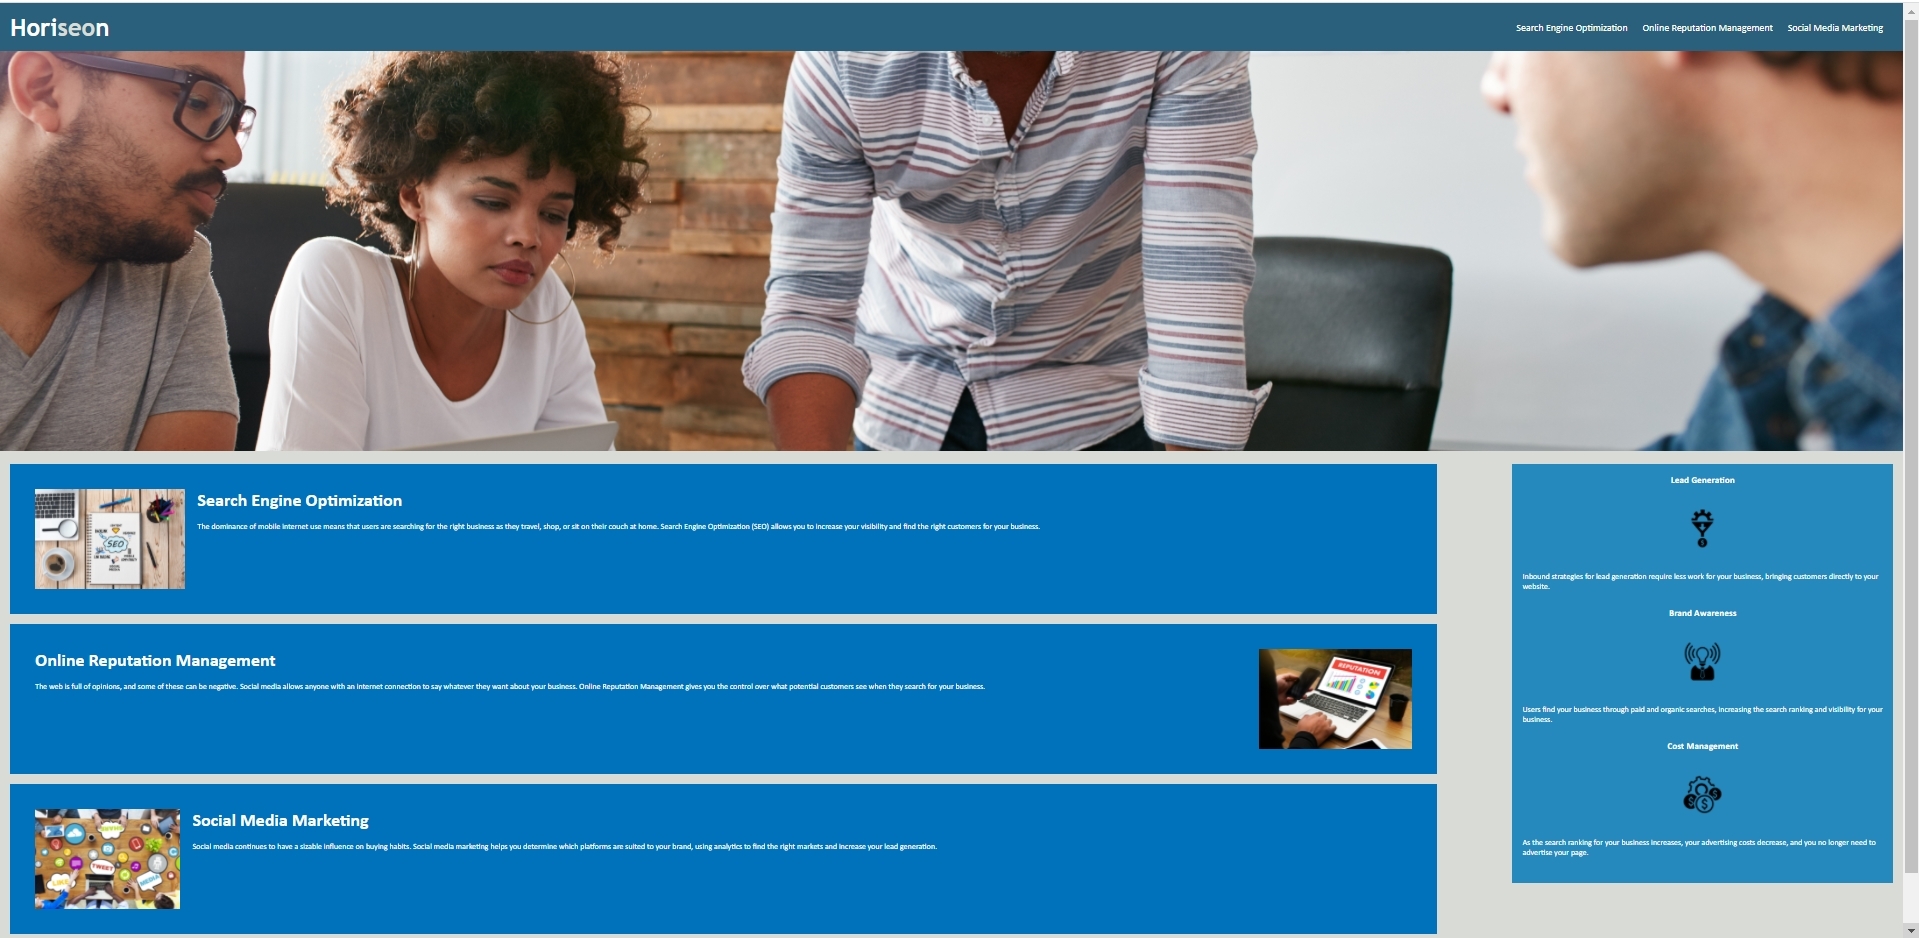 Horiseon
Search Engine Optimization Online Reputation Management Social Media Marketing
Search Engine Optimization
The dominance of mobile internet use means that users are searching for the right business as they travel, shop, or sit on their couch at home. Search Engine Optimization (SEO) allows you to increase your visibility and find the right customers for your business.
SEO
Online Reputation Management
The web is full of opinions, and some of these can be negative. Social media allows anyone with an internet connection to say whatever they want about your business. Online Reputation Management gives you the control over what potential customers see when they search for your business.
REPUTATION
Social Media Marketing
Social media continues to have a sizable influence on buying habits. Social media marketing helps you determine which platforms are suited to your brand, using analytics to find the right markets and increase your lead generation.
TWEET
LIKE
MEDIA
Lead Generation
Inbound strategies for lead generation require less work for your business, bringing customers directly to your
website.
Brand Awareness
Users find your business through paid and organic searches, increasing the search ranking and visibility for your
business.
Cost Management
As the search ranking for your business increases, your advertising costs decrease, and you no longer need to
advertise your page.